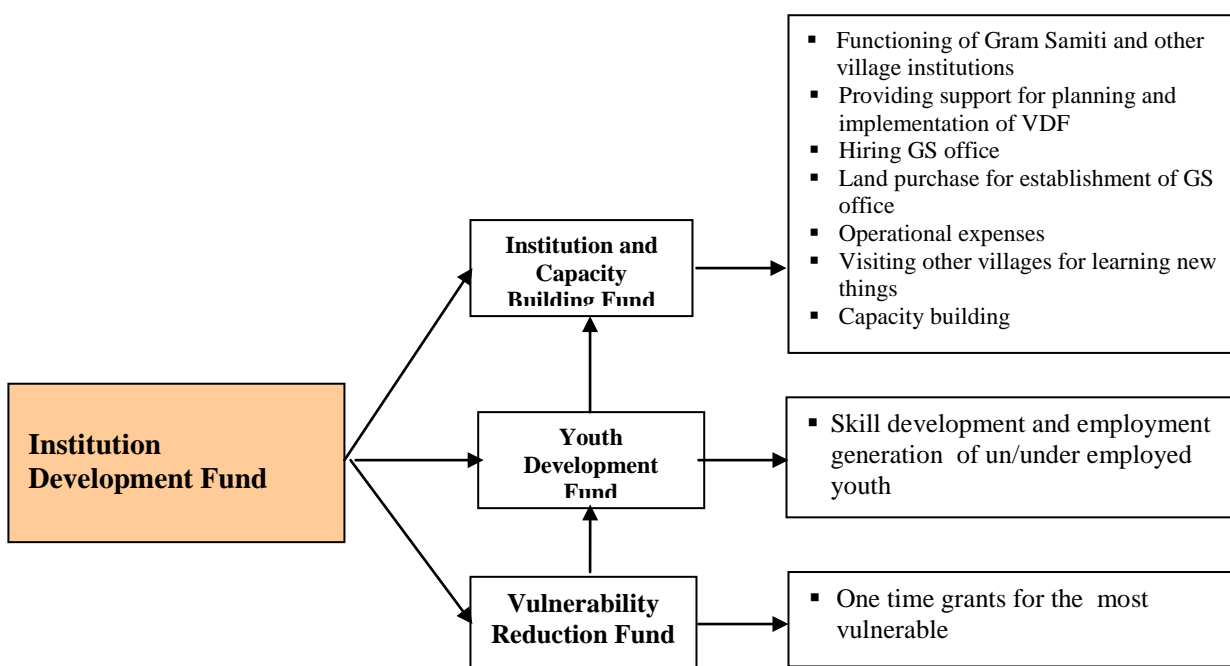 ▪ Functioning of Gram Samiti and other
village institutions
▪ Providing support for planning and
implementation of VDF
▪ Hiring GS office
▪ Land purchase for establishment of GS
office
▪ Operational expenses
▪ Visiting other villages for learning new
things
▪ Capacity building
Institution and
Capacity
Building Fund
Institution
Development Fund
Youth
Development
Fund
▪ Skill development and employment
generation of un/under employed
youth
Vulnerability
Reduction Fund
▪ One time grants for the most
vulnerable